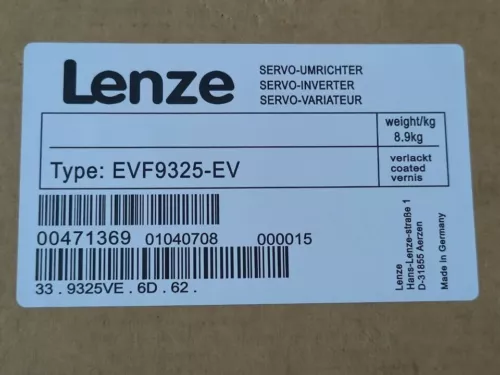 Lenze
SERVO-UMRICHTER
SERVO-INVERTER
SERVO-VARIATEUR
weight/kg
8.9kg
Type: EVF9325-EV
verlackt
coated
vernis
00471369 01040708 000015
33 . 9325VE . 6D . 62 .
Lenze
Hans-Lenze-straße 1
D-31855 Aerzen
Made in Germany